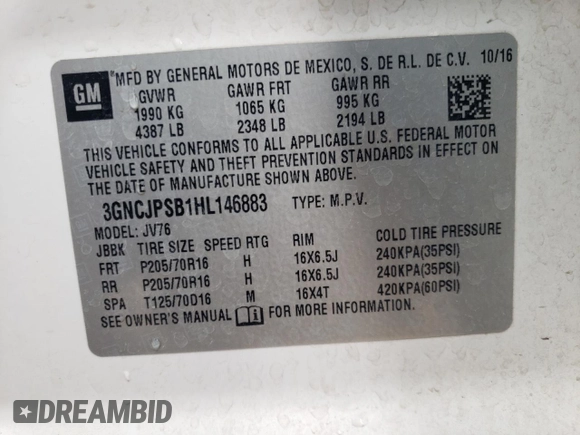 GM
*MFD BY GENERAL MOTORS DE MEXICO, S. DE R.L. DE C.V. 10/16
GVWR GAWR FRT GAWR RR
1990 KG 1065 KG 995 KG
4387 LB 2348 LB 2194 LB
THIS VEHICLE CONFORMS TO ALL APPLICABLE U.S. FEDERAL MOTOR
VEHICLE SAFETY AND THEFT PREVENTION STANDARDS IN EFFECT ON
THE DATE OF MANUFACTURE SHOWN ABOVE.
3GNCJPSB1HL146883 TYPE: M.P.V.
MODEL: JV76
JBBK TIRE SIZE SPEED RTG RIM COLD TIRE PRESSURE
FRT P205/70R16 H 16X6.5J 240KPA(35PSI)
RR P205/70R16 H 16X6.5J 240KPA(35PSI)
SPA T125/70D16 M 16X4T 420KPA(60PSI)
SEE OWNER'S MANUAL FOR MORE INFORMATION.
DREAMBID